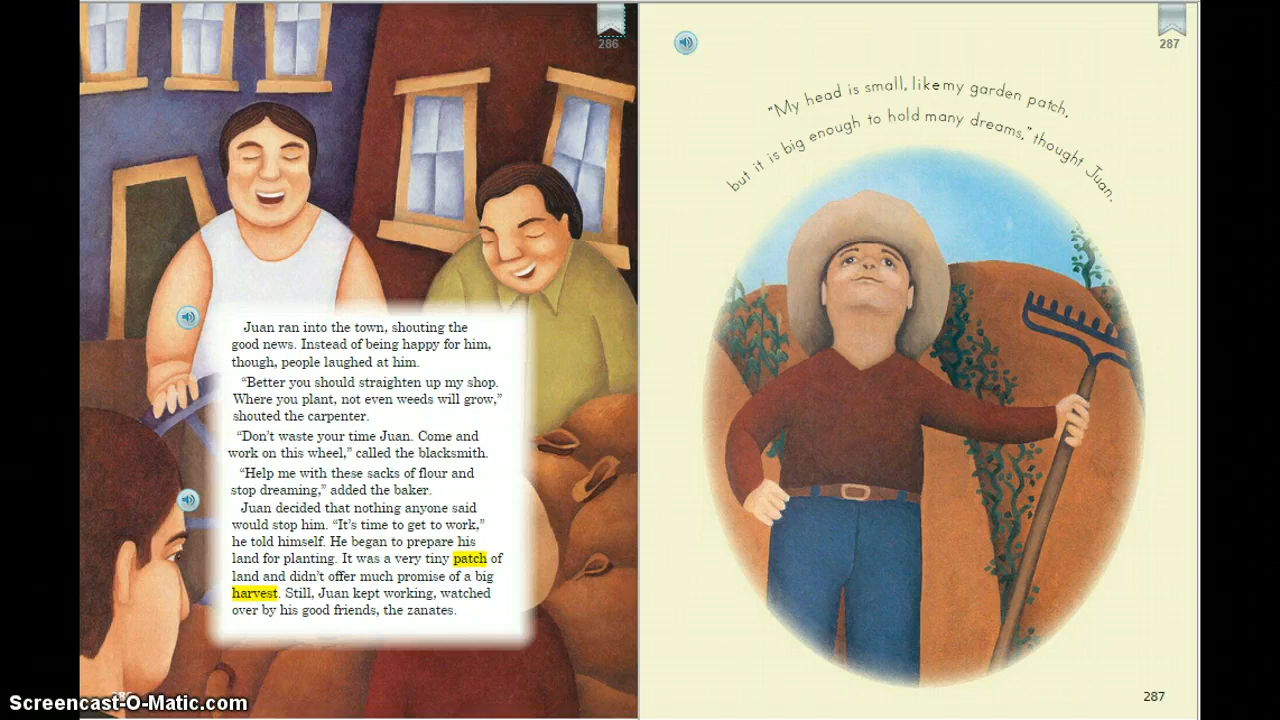 286
Juan ran into the town, shouting the
good news. Instead of being happy for him,
though, people laughed at him.
“Better you should straighten up my shop.
Where you plant, not even weeds will grow,”
shouted the carpenter.
“Don’t waste your time Juan. Come and
work on this wheel,” called the blacksmith.
“Help me with these sacks of flour and
stop dreaming,” added the baker.
Juan decided that nothing anyone said
would stop him. “It’s time to get to work,”
he told himself. He began to prepare his
land for planting. It was a very tiny patch of
land and didn’t offer much promise of a big
harvest. Still, Juan kept working, watched
over by his good friends, the zanates.
287
“My head is small, like my garden patch,
but it is big enough to hold many dreams,” thought Juan.
287
Screencast-O-Matic.com